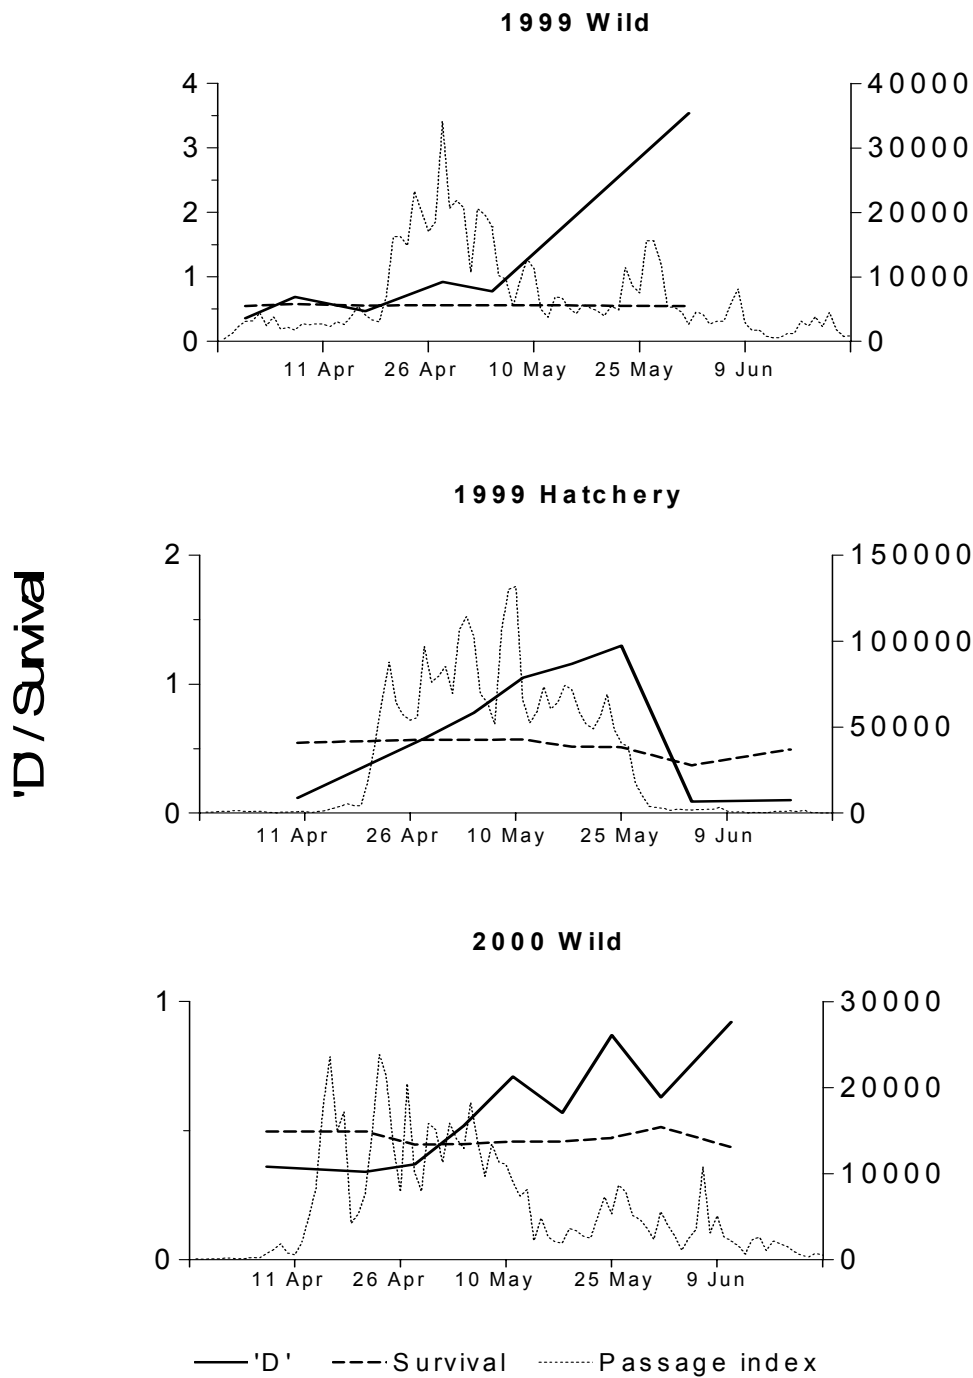 1999 Wild
4
3
2
1
0
40000
30000
20000
10000
0
11 Apr 26 Apr 10 May 25 May 9 Jun
1999 Hatchery
2
1
0
150000
100000
50000
0
11 Apr 26 Apr 10 May 25 May 9 Jun
'D' / Survival
2000 Wild
1
0
30000
20000
10000
0
11 Apr 26 Apr 10 May 25 May 9 Jun
'D' Survival Passage index